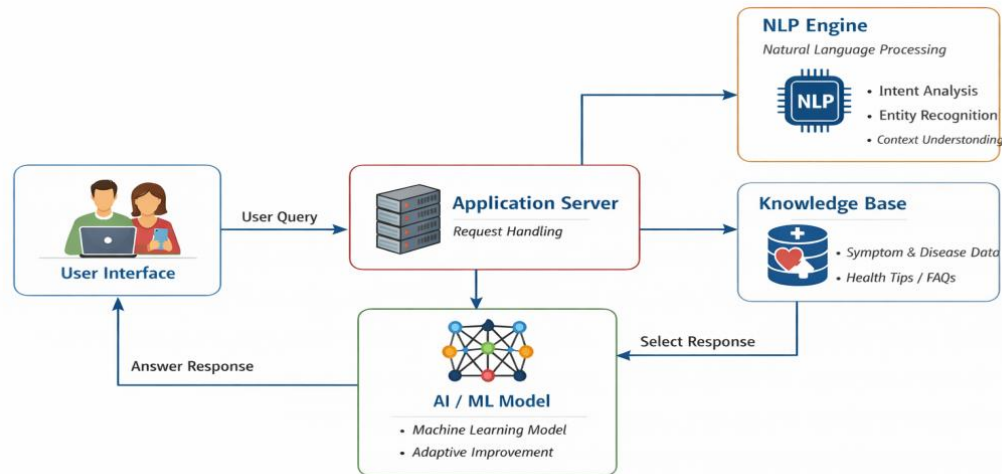 NLP Engine
Natural Language Processing
NLP
• Intent Analysis
• Entity Recognition
• Context Understanding
User Interface
User Query
Application Server
Request Handling
Knowledge Base
• Symptom & Disease Data
• Health Tips / FAQs
Select Response
Answer Response
AI / ML Model
• Machine Learning Model
• Adaptive Improvement